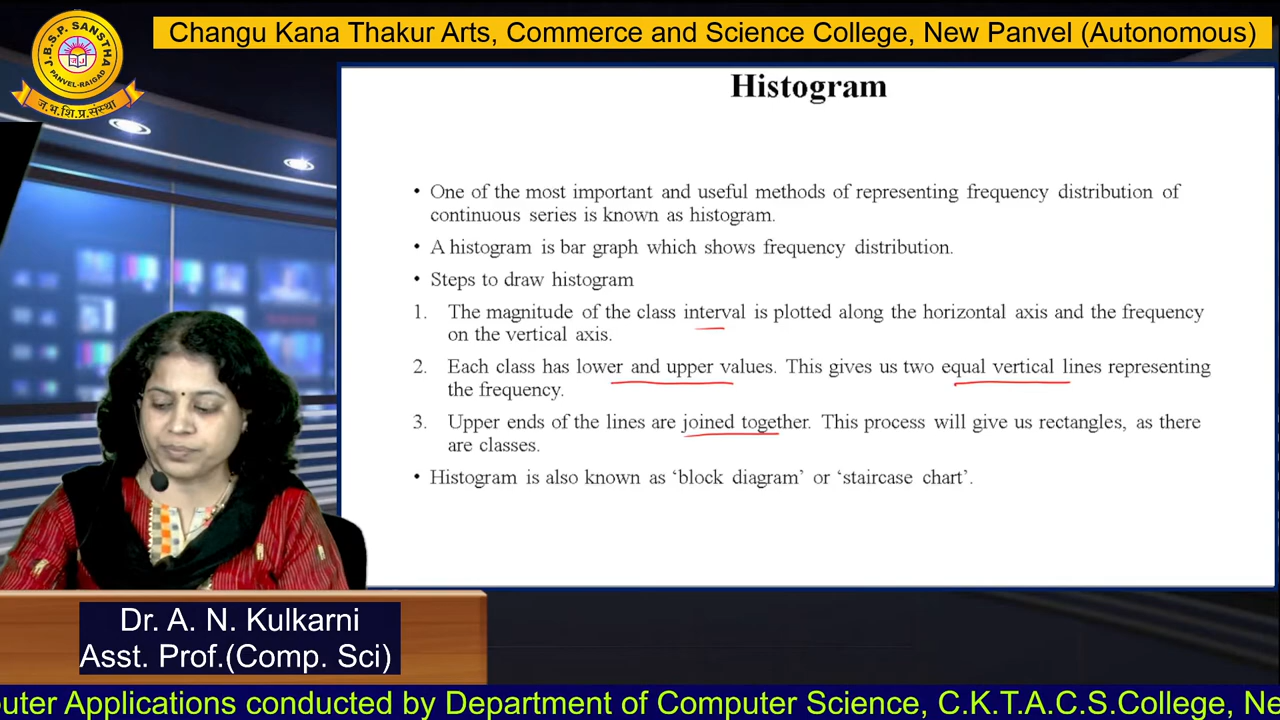 Changu Kana Thakur Arts, Commerce and Science College, New Panvel (Autonomous)
J.B.S.P. SANSTHA
PANVEL-RAIGAD
ज.भ.शि.प्र.संस्था
Histogram
• One of the most important and useful methods of representing frequency distribution of
continuous series is known as histogram.
• A histogram is bar graph which shows frequency distribution.
• Steps to draw histogram
1. The magnitude of the class interval is plotted along the horizontal axis and the frequency
on the vertical axis.
2. Each class has lower and upper values. This gives us two equal vertical lines representing
the frequency.
3. Upper ends of the lines are joined together. This process will give us rectangles, as there
are classes.
• Histogram is also known as ‘block diagram’ or ‘staircase chart’.
Dr. A. N. Kulkarni
Asst. Prof.(Comp. Sci)
uter Applications conducted by Department of Computer Science, C.K.T.A.C.S.College, Ne